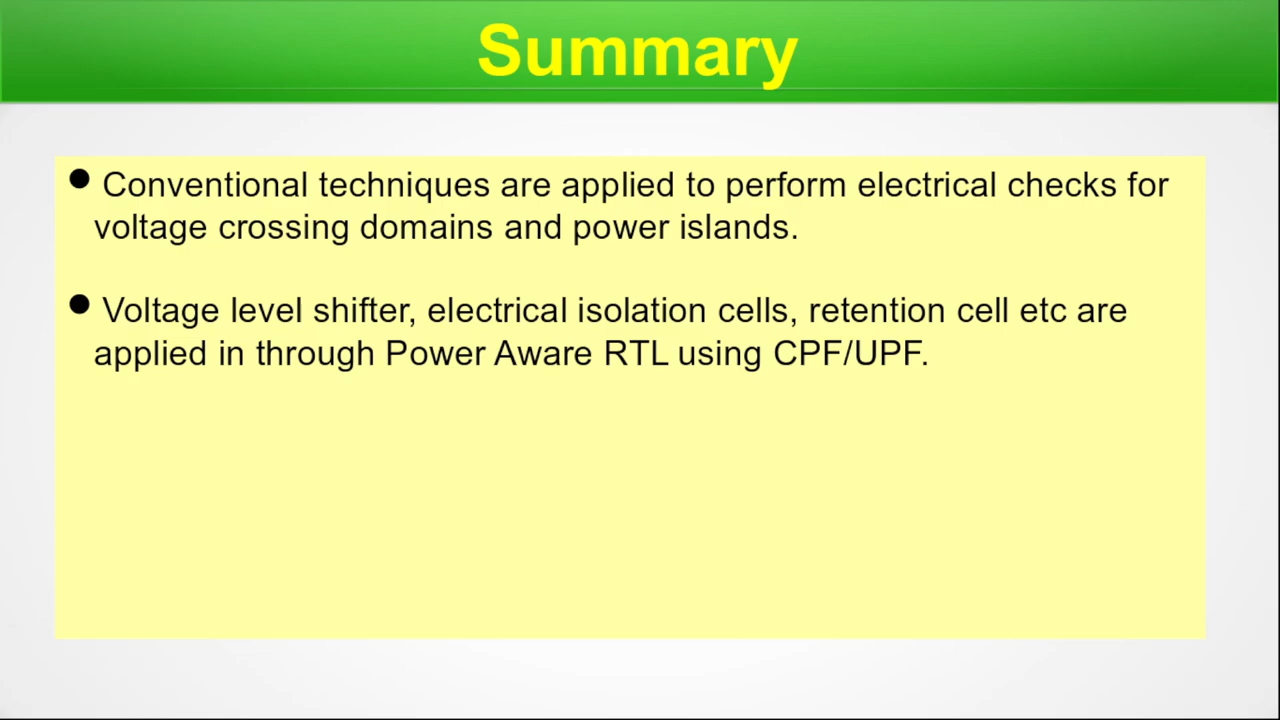 Summary
● Conventional techniques are applied to perform electrical checks for
voltage crossing domains and power islands.
● Voltage level shifter, electrical isolation cells, retention cell etc are
applied in through Power Aware RTL using CPF/UPF.